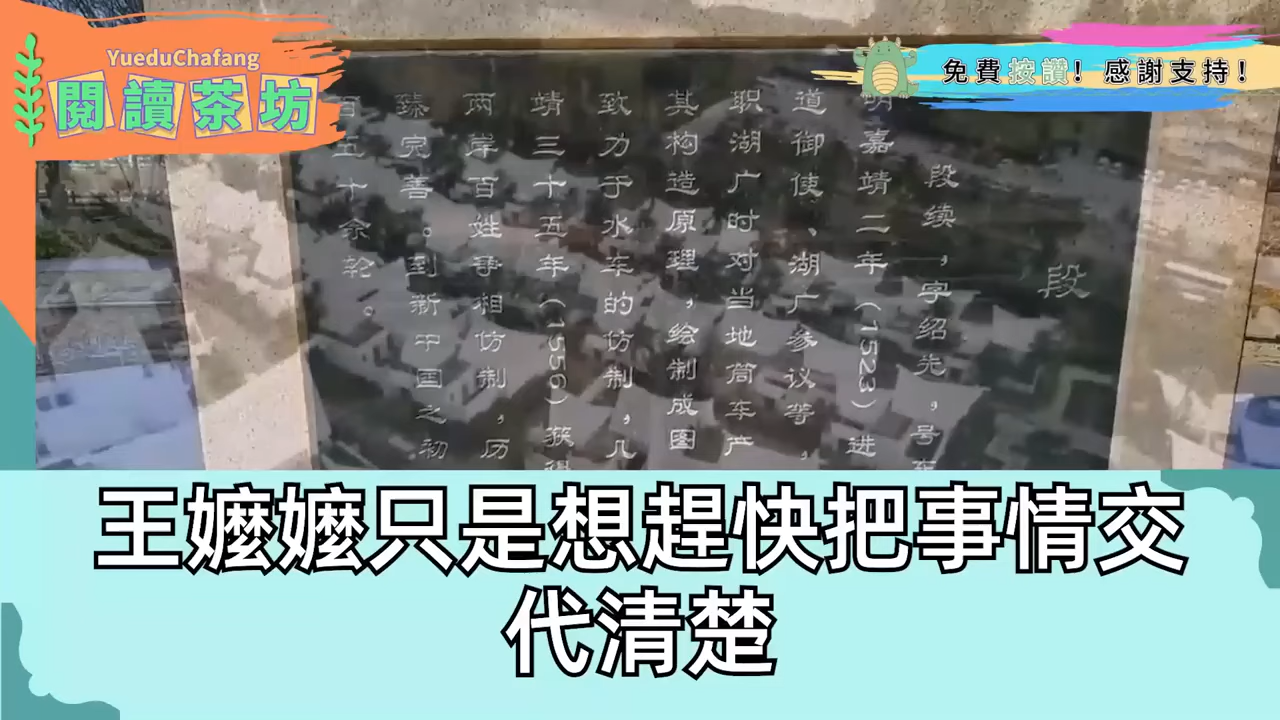 YueduChafang
閱讀茶坊
免費按讚！感謝支持！
段
段续，字绍先，号东
明嘉靖二年（1523）进
道御使、湖广参议等，
职湖广时对当地筒车产
其构造原理，绘制成图
致力于水车的仿制，几
靖三十五年（1556）获得
两岸百姓争相仿制，历
臻完善。到新中国之初
百五十余轮。
王嬤嬤只是想趕快把事情交
代清楚